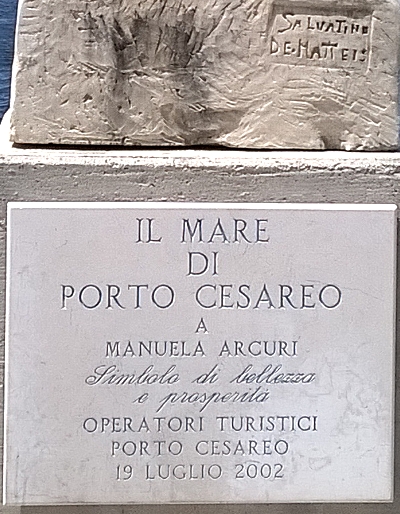 SALVATINO
DE MATTEIS
IL MARE
DI
PORTO CESAREO
A
MANUELA ARCURI
Simbolo di bellezza
e prosperità
OPERATORI TURISTICI
PORTO CESAREO
19 LUGLIO 2002